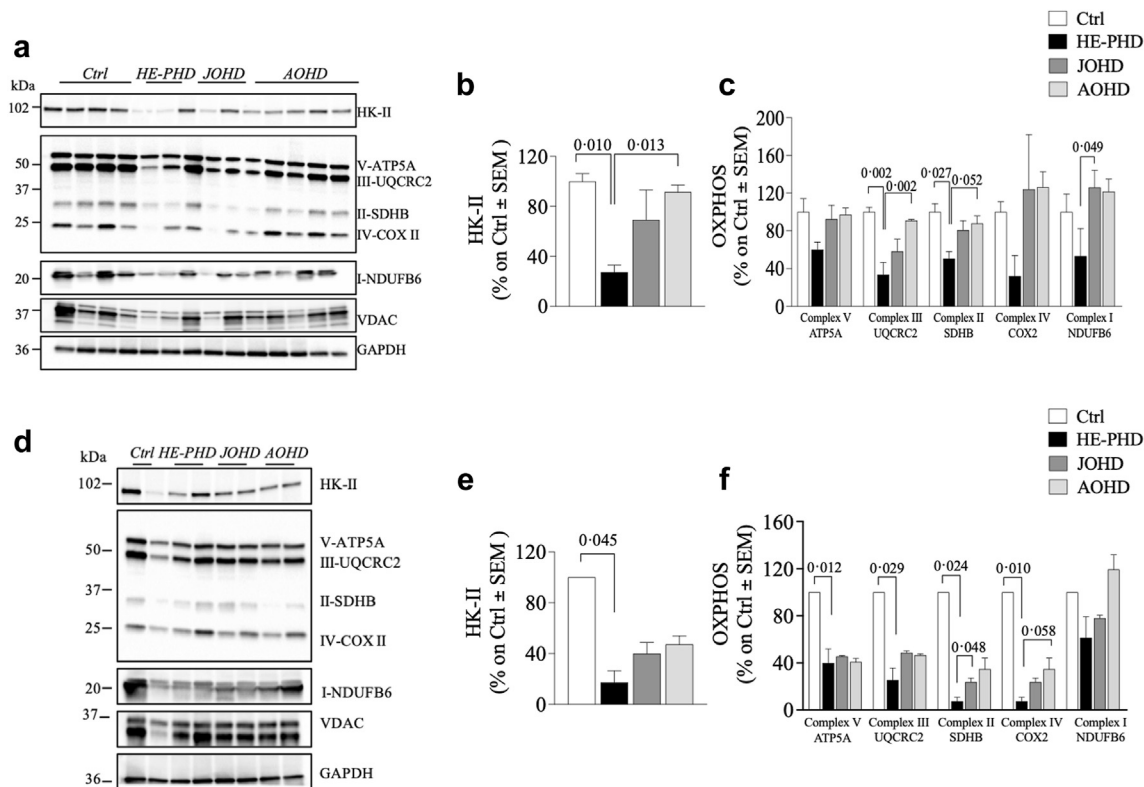 Ctrl
HE-PHD
JOHD
AOHD
a
Ctrl HE-PHD JOHD AOHD
kDa
102
HK-II
50
V-ATP5A
III-UQCRC2
37
II-SDHB
25
IV-COX II
20
I-NDUFB6
37
VDAC
36
GAPDH
b
HK-II
(% on Ctrl ± SEM )
120
80
40
0
0·010
0·013
c
OXPHOS
(% on Ctrl ± SEM)
200
160
120
80
40
0
0·002
0·002
0·027
0·052
0·049
Complex V
ATP5A
Complex III
UQCRC2
Complex II
SDHB
Complex IV
COX2
Complex I
NDUFB6
Ctrl
HE-PHD
JOHD
AOHD
d
kDa
Ctrl HE-PHD JOHD AOHD
102
HK-II
V-ATP5A
50
III-UQCRC2
37
II-SDHB
25
IV-COX II
20
I-NDUFB6
37
VDAC
36
GAPDH
e
HK-II
(% on Ctrl ± SEM )
120
80
40
0
0·045
f
OXPHOS
(% on Ctrl ± SEM )
160
120
80
40
0
0·012
0·029
0·024
0·048
0·010
0·058
Complex V
ATP5A
Complex III
UQCRC2
Complex II
SDHB
Complex IV
COX2
Complex I
NDUFB6